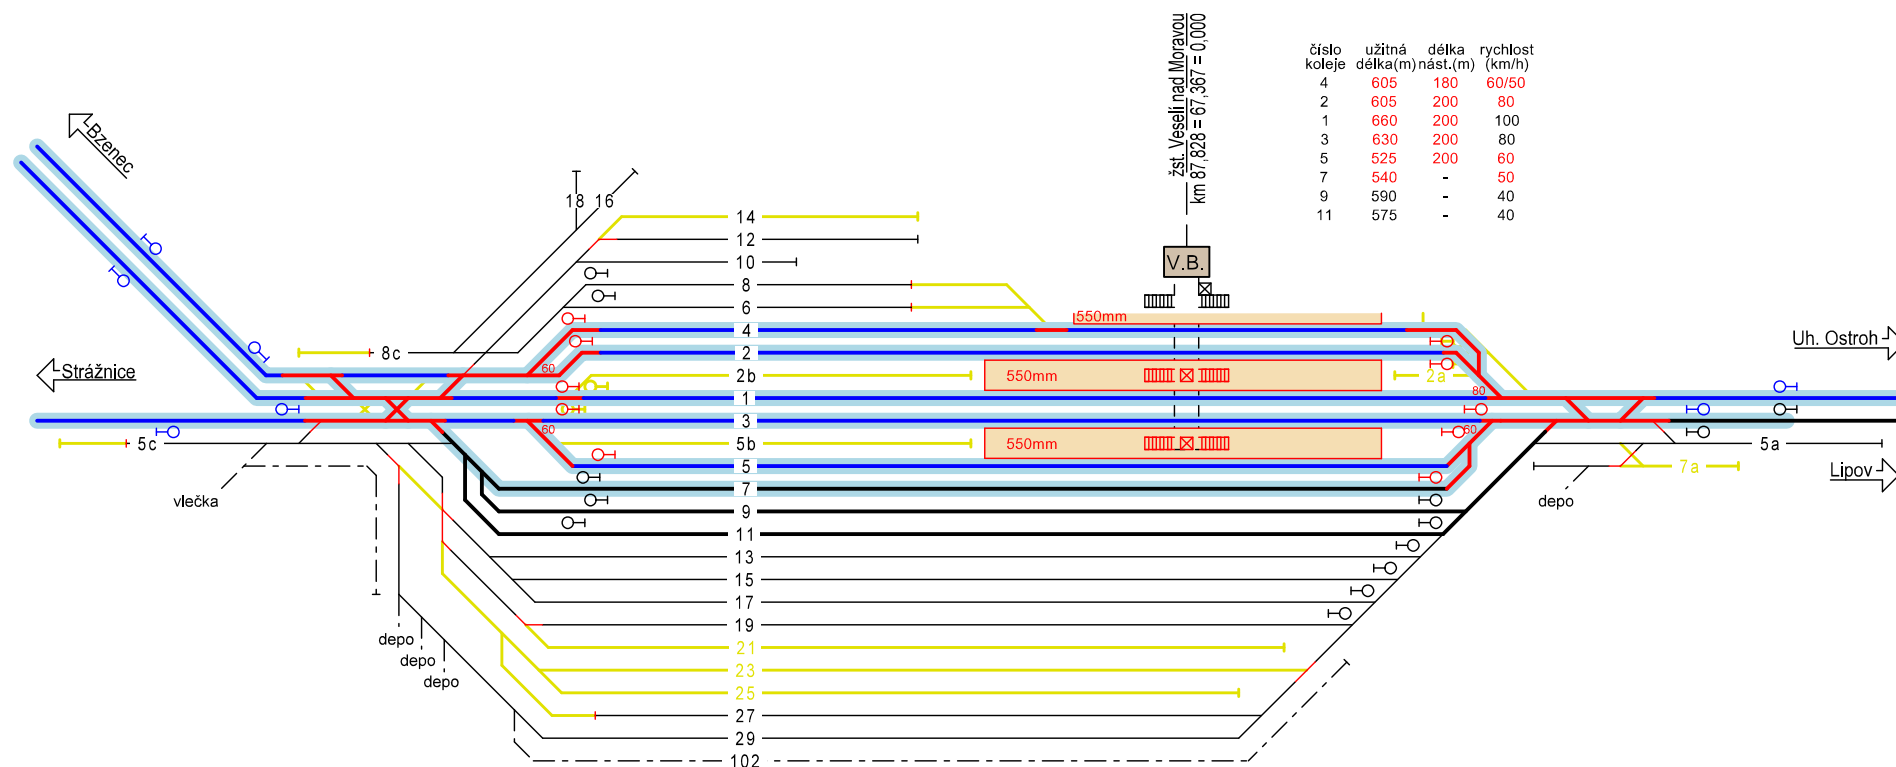 žst. Veselí nad Moravou
km 87,828 = 67,367 = 0,000
číslo koleje užitná délka(m) délka nást.(m) rychlost (km/h)
4 605 180 60/50
2 605 200 80
1 660 200 100
3 630 200 80
5 525 200 60
7 540 - 50
9 590 - 40
11 575 - 40
Bzenec
18 16
14
12
10
V.B.
8
6
550mm
4
Uh. Ostroh
8c
2
Strážnice
60
2b
550mm
2a
80
1
3
60
60
5c
5b
550mm
5a
5
7a
Lipov
vlečka
7
depo
9
11
13
15
17
19
depo
21
depo
23
depo
25
27
29
102